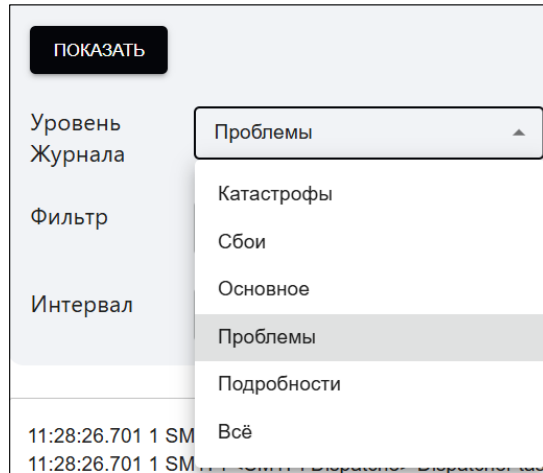 ПОКАЗАТЬ
Уровень
Журнала
Проблемы
Фильтр
Интервал
Катастрофы
Сбои
Основное
Проблемы
Подробности
Всё
11:28:26.701 1 SM
11:28:26.701 1